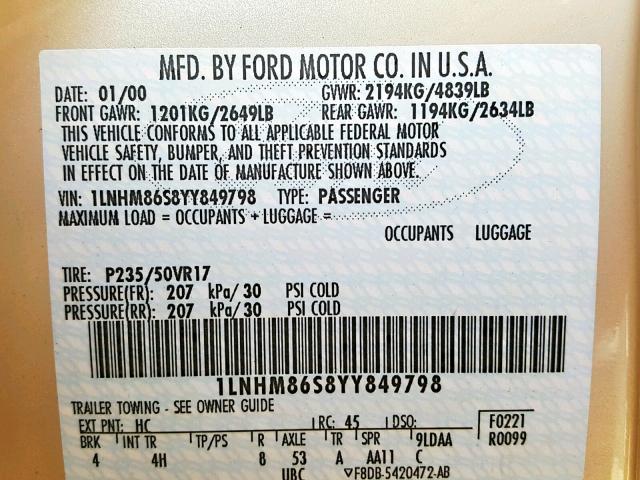 MFD. BY FORD MOTOR CO. IN U.S.A.
DATE: 01/00 GVWR: 2194KG/4839LB
FRONT GAWR: 1201KG/2649LB REAR GAWR: 1194KG/2634LB
THIS VEHICLE CONFORMS TO ALL APPLICABLE FEDERAL MOTOR
VEHICLE SAFETY, BUMPER, AND THEFT PREVENTION STANDARDS
IN EFFECT ON THE DATE OF MANUFACTURE SHOWN ABOVE.
VIN: 1LNHM86S8YY849798 TYPE: PASSENGER
MAXIMUM LOAD = OCCUPANTS + LUGGAGE =
OCCUPANTS LUGGAGE
TIRE: P235/50VR17
PRESSURE(FR): 207 kPa/ 30 PSI COLD
PRESSURE(RR): 207 kPa/ 30 PSI COLD
1LNHM86S8YY849798
TRAILER TOWING - SEE OWNER GUIDE
EXT PNT: HC RC: 45 DSO: F0221
BRK INT TR TP/PS R AXLE TR SPR 9LDAA R0099
4 4H 8 53 A AA11 C
UBC ▽F8DB-5420472-AB